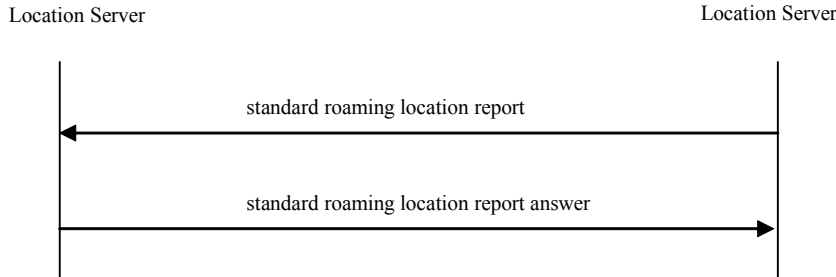 Location Server
Location Server
standard roaming location report
standard roaming location report answer